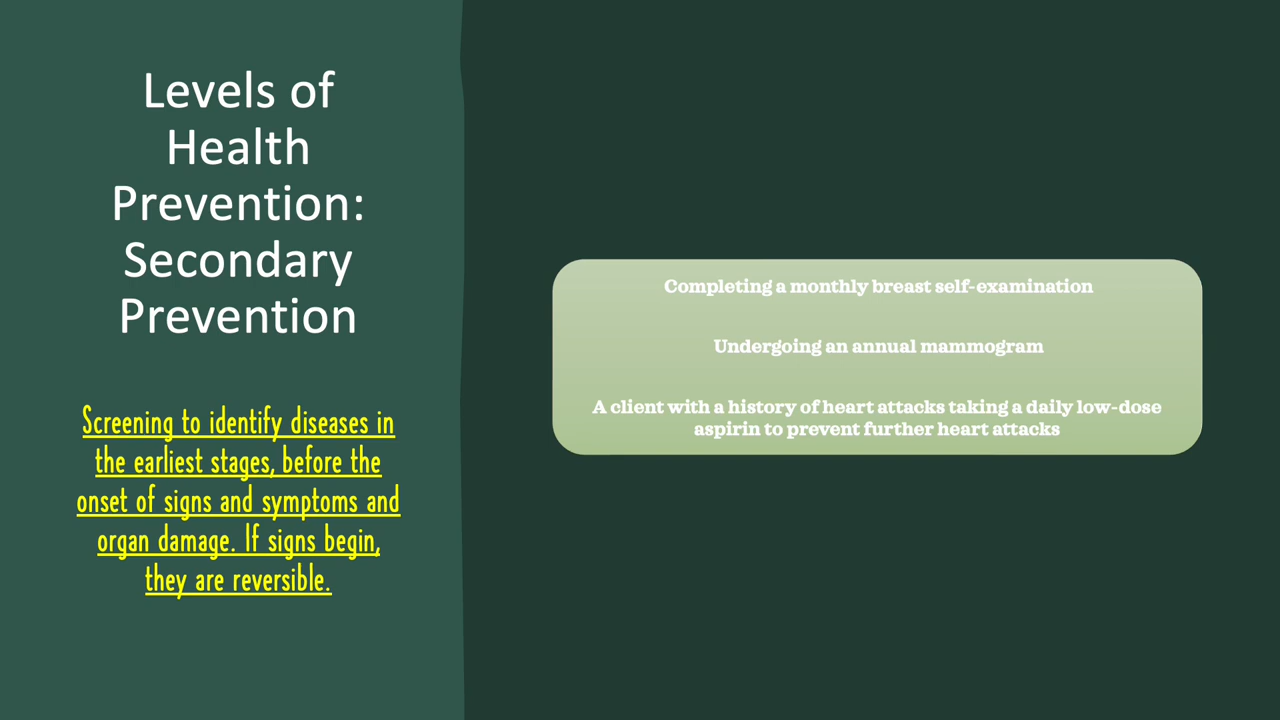 Levels of
Health
Prevention:
Secondary
Prevention
Screening to identify diseases in
the earliest stages, before the
onset of signs and symptoms and
organ damage. If signs begin,
they are reversible.
Completing a monthly breast self-examination
Undergoing an annual mammogram
A client with a history of heart attacks taking a daily low-dose
aspirin to prevent further heart attacks